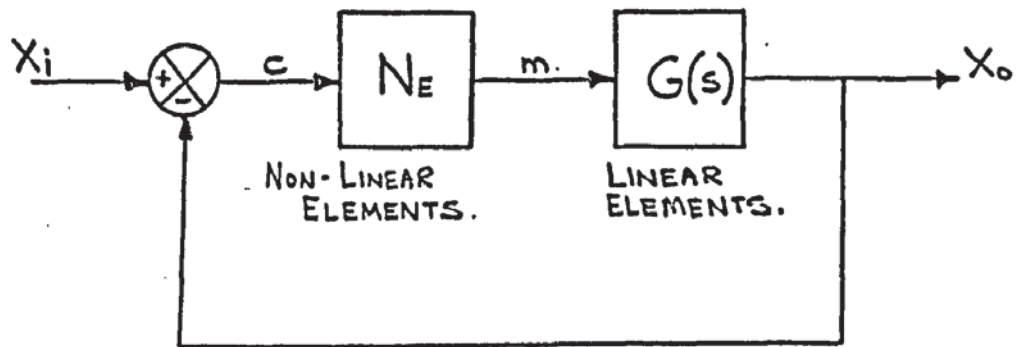 Xi
+
-
c
NE
m.
G(s)
Xo
NON-LINEAR
ELEMENTS.
LINEAR
ELEMENTS.